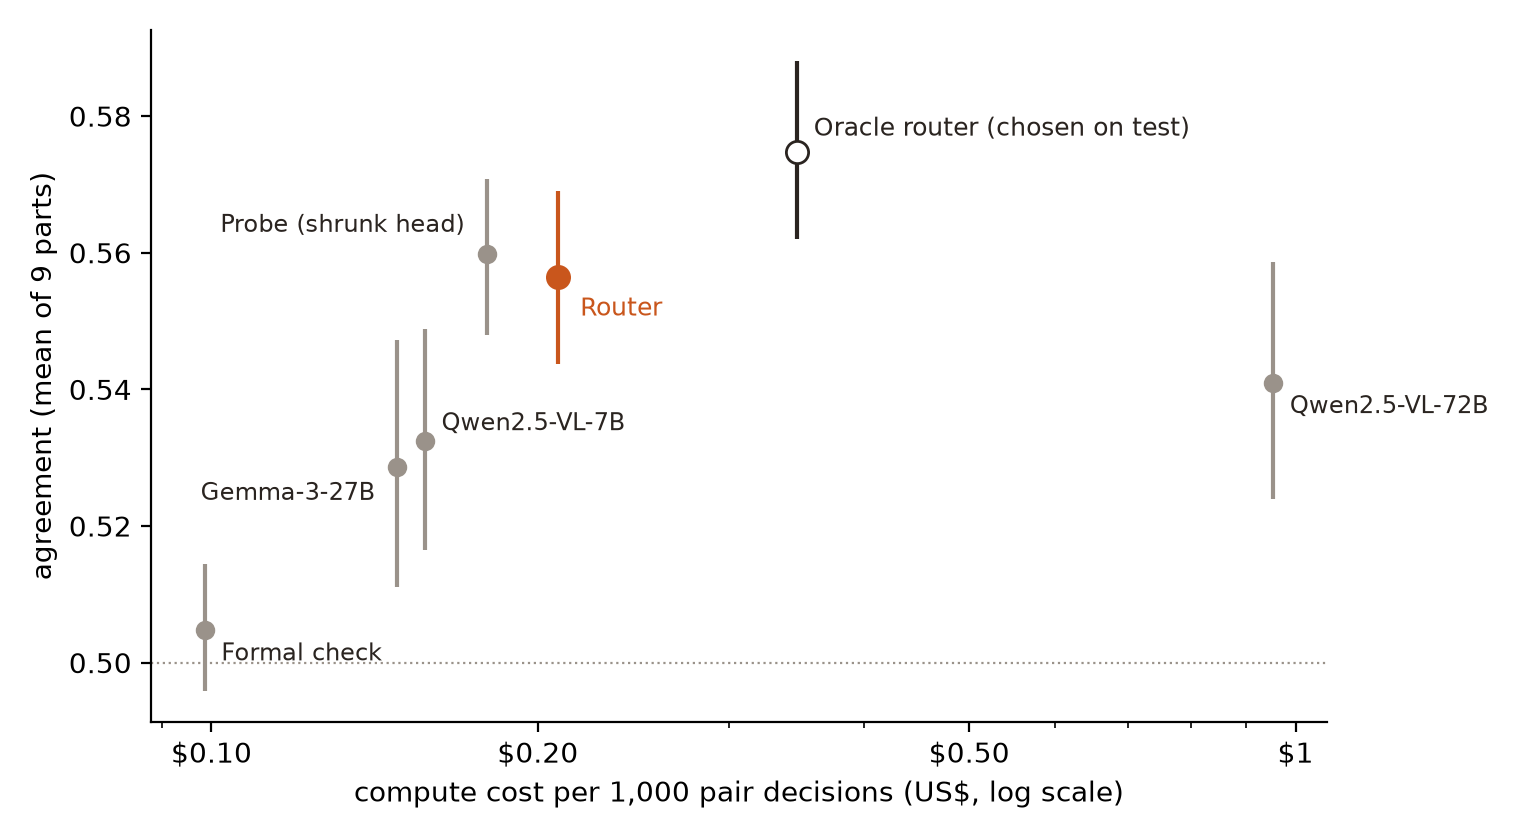 0.58
0.56
0.54
0.52
0.50
agreement (mean of 9 parts)
Oracle router (chosen on test)
Probe (shrunk head)
Router
Qwen2.5-VL-72B
Qwen2.5-VL-7B
Gemma-3-27B
Formal check
$0.10
$0.20
$0.50
$1
compute cost per 1,000 pair decisions (US$, log scale)